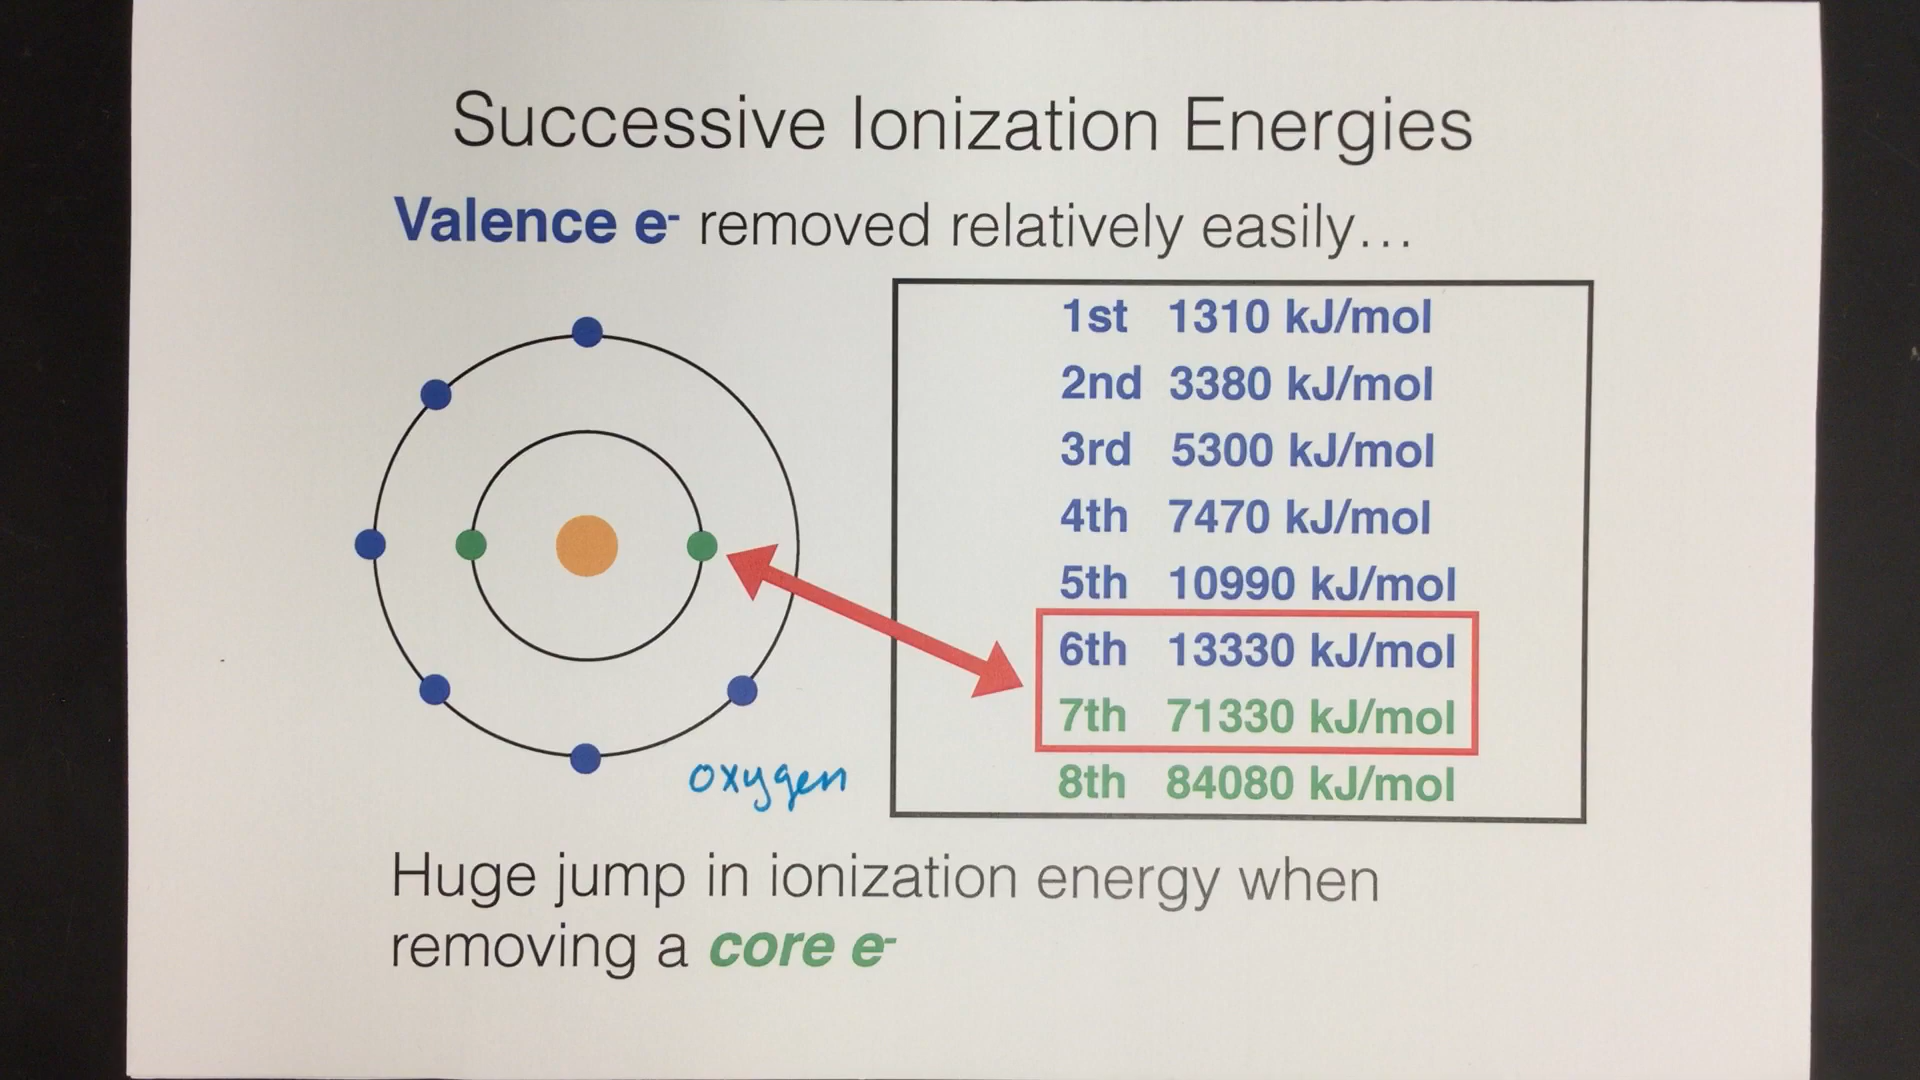 Successive Ionization Energies
Valence e- removed relatively easily...
1st 1310 kJ/mol
2nd 3380 kJ/mol
3rd 5300 kJ/mol
4th 7470 kJ/mol
5th 10990 kJ/mol
6th 13330 kJ/mol
7th 71330 kJ/mol
8th 84080 kJ/mol
oxygen
Huge jump in ionization energy when
removing a core e-